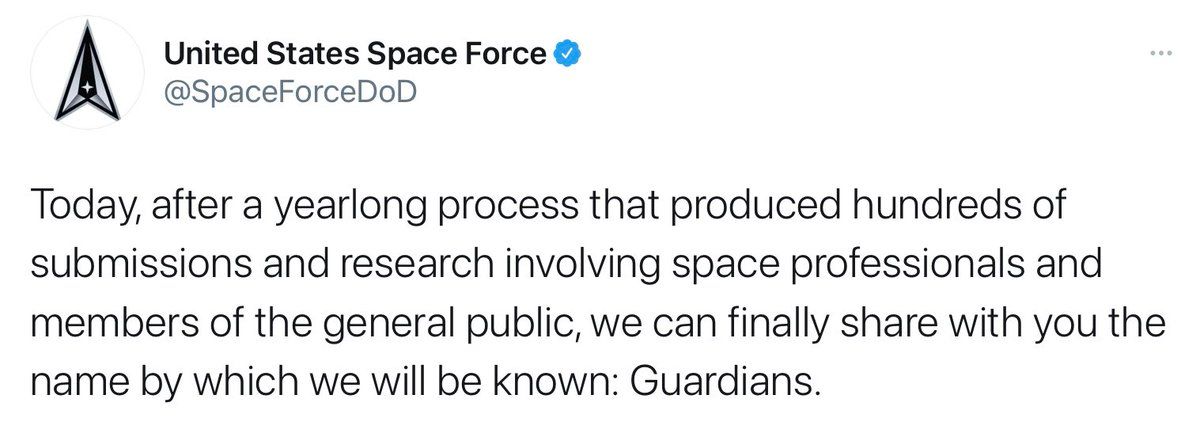 United States Space Force
@SpaceForceDoD
Today, after a yearlong process that produced hundreds of
submissions and research involving space professionals and
members of the general public, we can finally share with you the
name by which we will be known: Guardians.